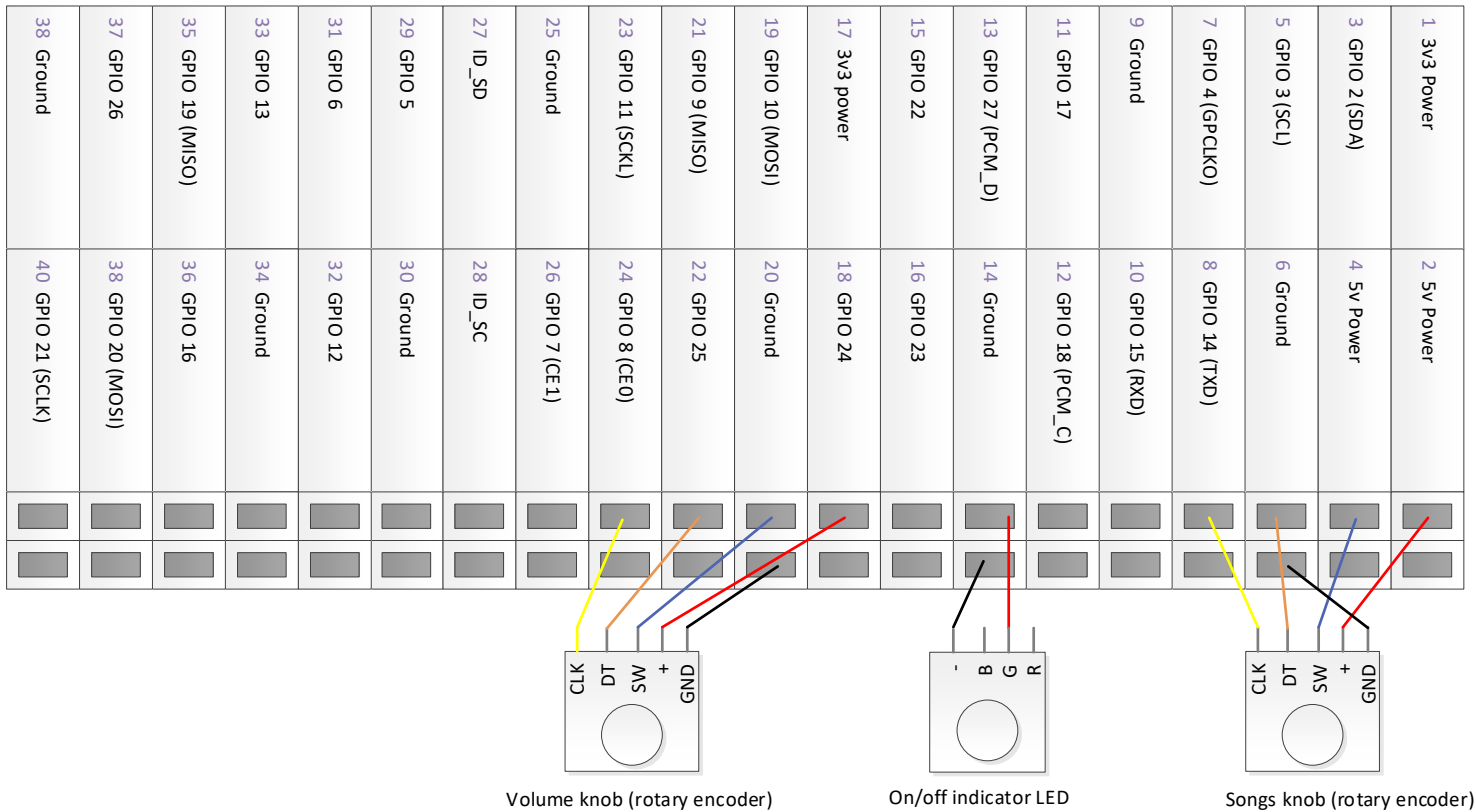 38 Ground
37 GPIO 26
35 GPIO 19 (MISO)
33 GPIO 13
31 GPIO 6
29 GPIO 5
27 ID_SD
25 Ground
23 GPIO 11 (SCKL)
21 GPIO 9 (MISO)
19 GPIO 10 (MOSI)
17 3v3 power
15 GPIO 22
13 GPIO 27 (PCM_D)
11 GPIO 17
9 Ground
7 GPIO 4 (GPCLKO)
5 GPIO 3 (SCL)
3 GPIO 2 (SDA)
1 3v3 Power
40 GPIO 21 (SCLK)
38 GPIO 20 (MOSI)
36 GPIO 16
34 Ground
32 GPIO 12
30 Ground
28 ID_SC
26 GPIO 7 (CE1)
24 GPIO 8 (CE0)
22 GPIO 25
20 Ground
18 GPIO 24
16 GPIO 23
14 Ground
12 GPIO 18 (PCM_C)
10 GPIO 15 (RXD)
8 GPIO 14 (TXD)
6 Ground
4 5v Power
2 5v Power
CLK
DT
SW
+
GND
Volume knob (rotary encoder)
-
B
G
R
On/off indicator LED
CLK
DT
SW
+
GND
Songs knob (rotary encoder)